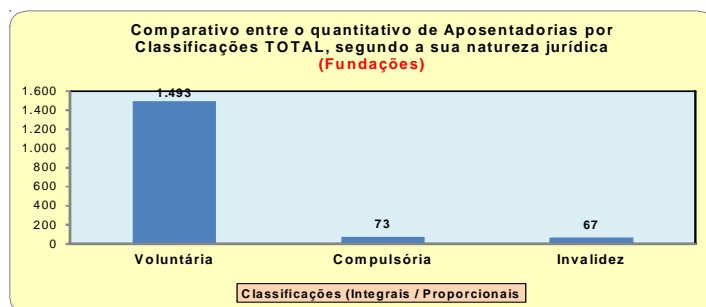 Comparativo entre o quantitativo de Aposentadorias por
Classificações TOTAL, segundo a sua natureza jurídica
(Fundações)
1.600
1.400
1.200
1.000
800
600
400
200
0
1.493
73
67
Voluntária
Compulsória
Invalidez
Classificações (Integrais / Proporcionais